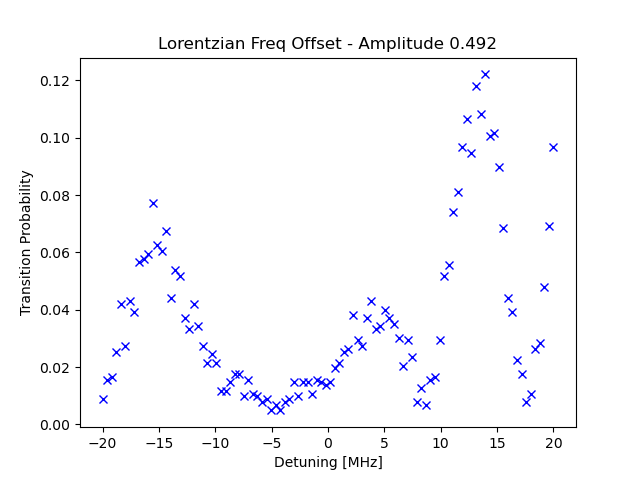 Lorentzian Freq Offset - Amplitude 0.492
Transition Probability
0.12
0.10
0.08
0.06
0.04
0.02
0.00
−20 −15 −10 −5 0 5 10 15 20
Detuning [MHz]